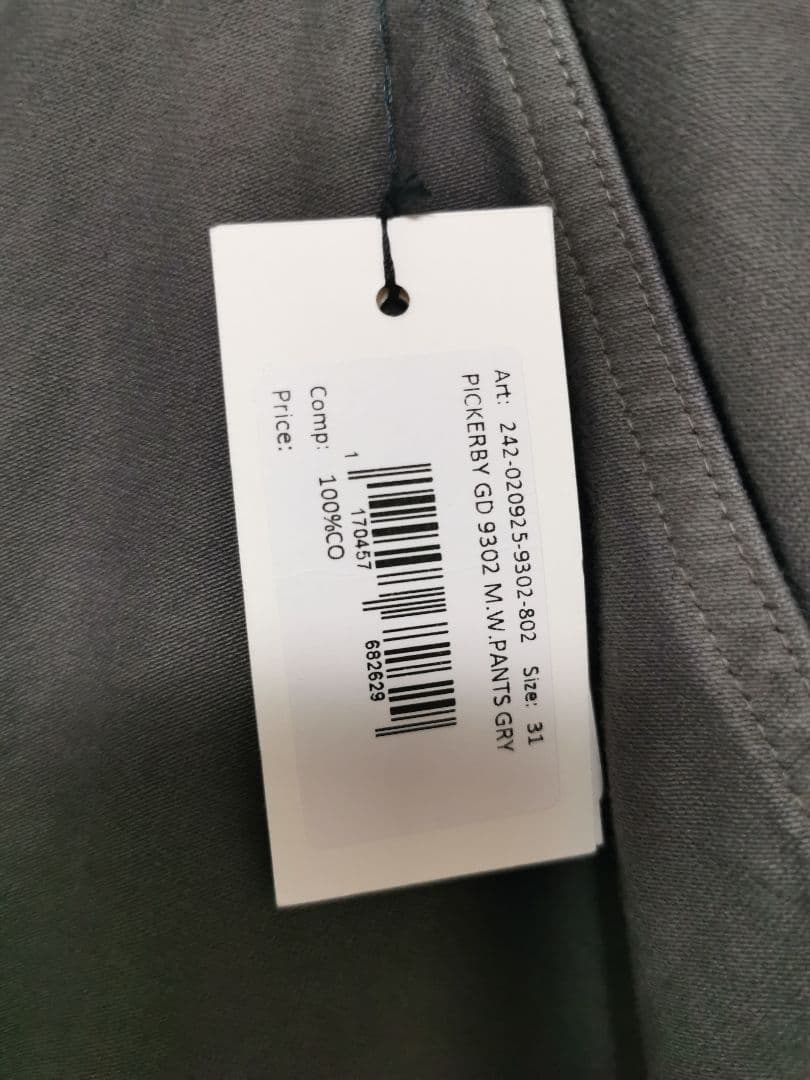 Art: 242-020925-9302-802 Size: 31
PICKERBY GD 9302 M.W.PANTS GRY
1 170457 682629
Comp: 100%CO
Price: